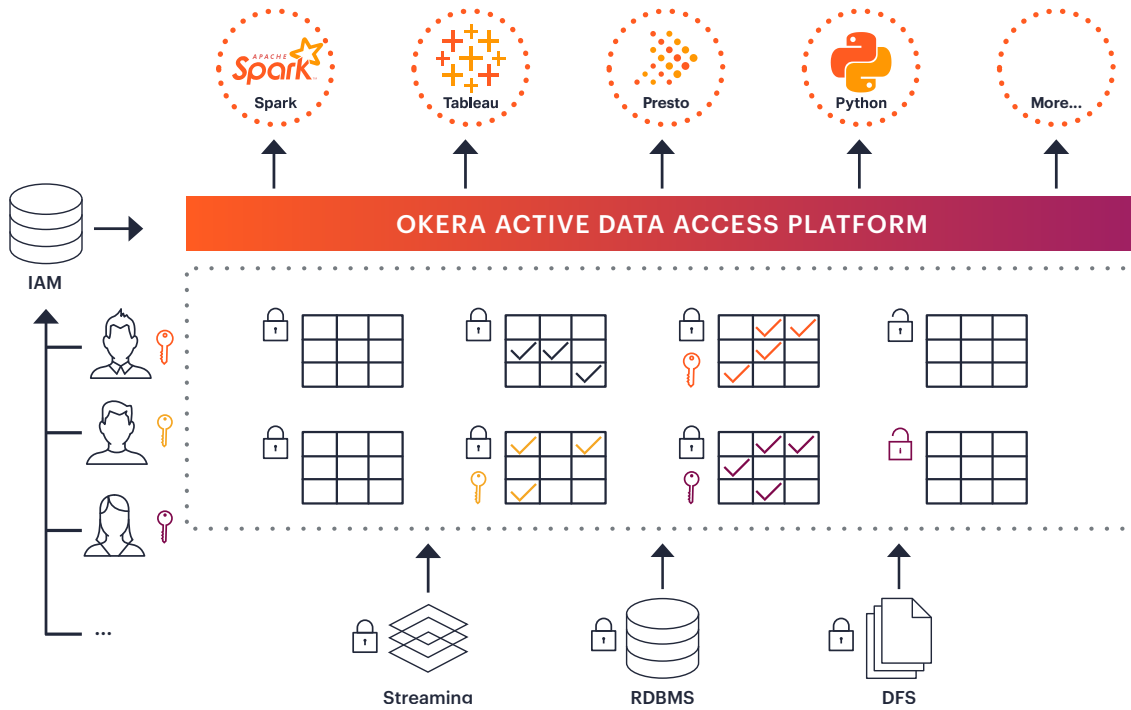 APACHE
Spark
Spark
Tableau
Presto
Python
More...
OKERA ACTIVE DATA ACCESS PLATFORM
IAM
...
Streaming
RDBMS
DFS